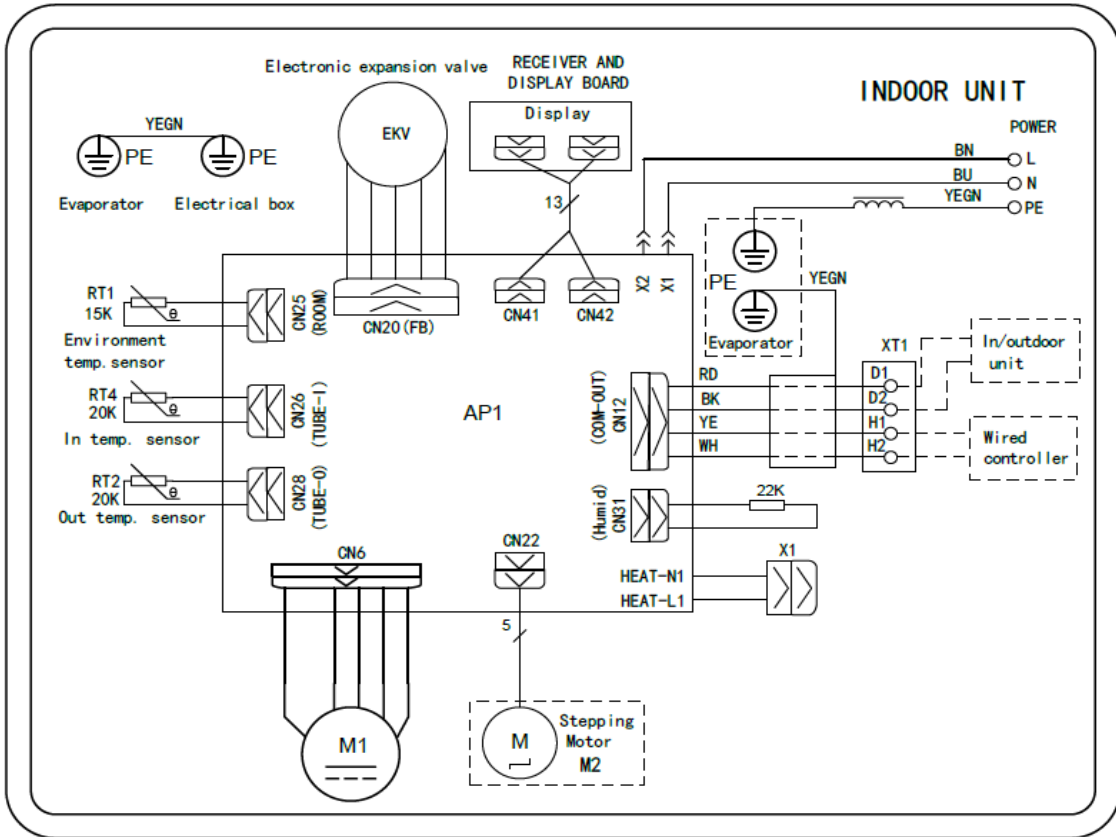 INDOOR UNIT
Electronic expansion valve
EKV
RECEIVER AND
DISPLAY BOARD
Display
13
POWER
BN
L
BU
N
YEGN
PE
YEGN
PE
PE
Evaporator
Electrical box
X2
X1
PE
YEGN
Evaporator
RT1
15K
θ
CN25
(ROOM)
Environment
temp. sensor
CN20(FB)
CN41
CN42
RT4
20K
θ
CN26
(TUBE-I)
In temp. sensor
RT2
20K
θ
CN28
(TUBE-O)
Out temp. sensor
AP1
(COM-OUT)
CN12
RD
BK
YE
WH
XT1
D1
D2
H1
H2
In/outdoor
unit
Wired
controller
(Humid)
CN31
22K
HEAT-N1
HEAT-L1
X1
CN6
M1
CN22
5
M
Stepping
Motor
M2